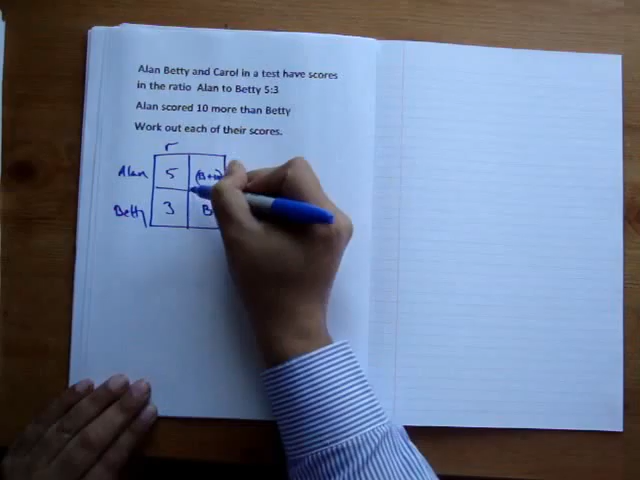 Alan Betty and Carol in a test have scores
in the ratio Alan to Betty 5:3
Alan scored 10 more than Betty
Work out each of their scores.
r
Alan 5 (B+10)
Betty 3 B